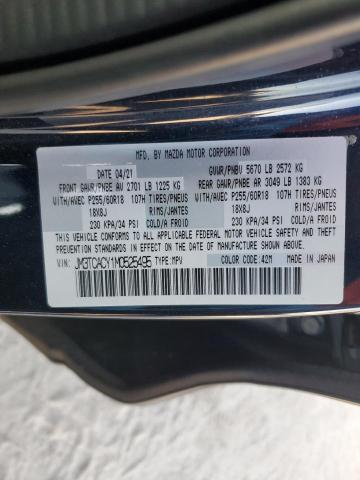 MFD. BY MAZDA MOTOR CORPORATION
DATE 04/21 GVWR/PNBV 5670 LB 2572 KG
FRONT GAWR/PNBE AV 2701 LB 1225 KG REAR GAWR/PNBE AR 3049 LB 1383 KG
WITH/AVEC P255/60R18 107H TIRES/PNEUS WITH/AVEC P255/60R18 107H TIRES/PNEUS
18X8J RIMS/JANTES 18X8J RIMS/JANTES
230 KPA/34 PSI COLD/A FROID 230 KPA/34 PSI COLD/A FROID
THIS VEHICLE CONFORMS TO ALL APPLICABLE FEDERAL MOTOR VEHICLE SAFETY, BUMPER, AND THEFT
PREVENTION STANDARDS IN EFFECT ON THE DATE OF MANUFACTURE SHOWN ABOVE.
JM3TCACY1M0525495 TYPE:MPV COLOR CODE: 42M MADE IN JAPAN
VIN: